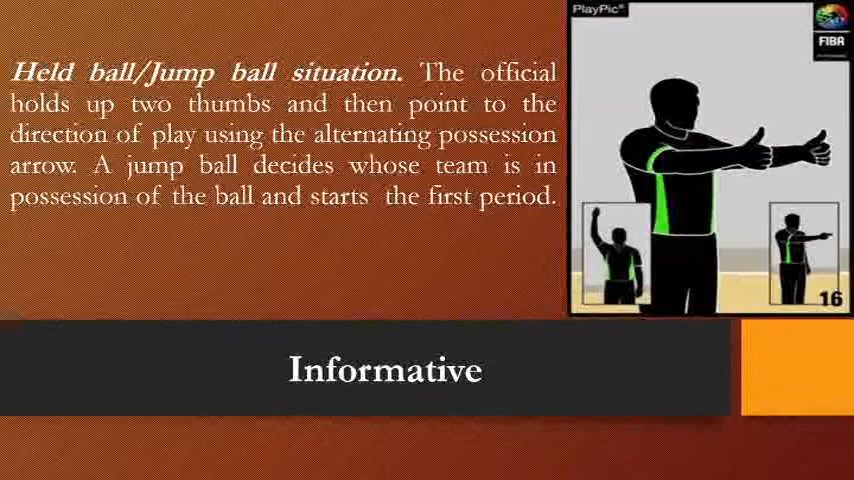 PlayPic®
FIBR
Held ball/Jump ball situation. The official
holds up two thumbs and then point to the
direction of play using the alternating possession
arrow. A jump ball decides whose team is in
possession of the ball and starts the first period.
16
Informative